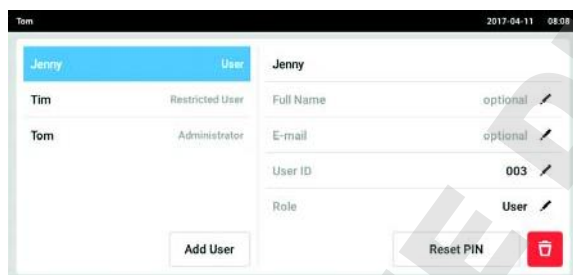 Tom 2017-04-11 08:08
Jenny User
Tim Restricted User
Tom Administrator
Add User
Jenny
Full Name optional
E-mail optional
User ID 003
Role User
Reset PIN